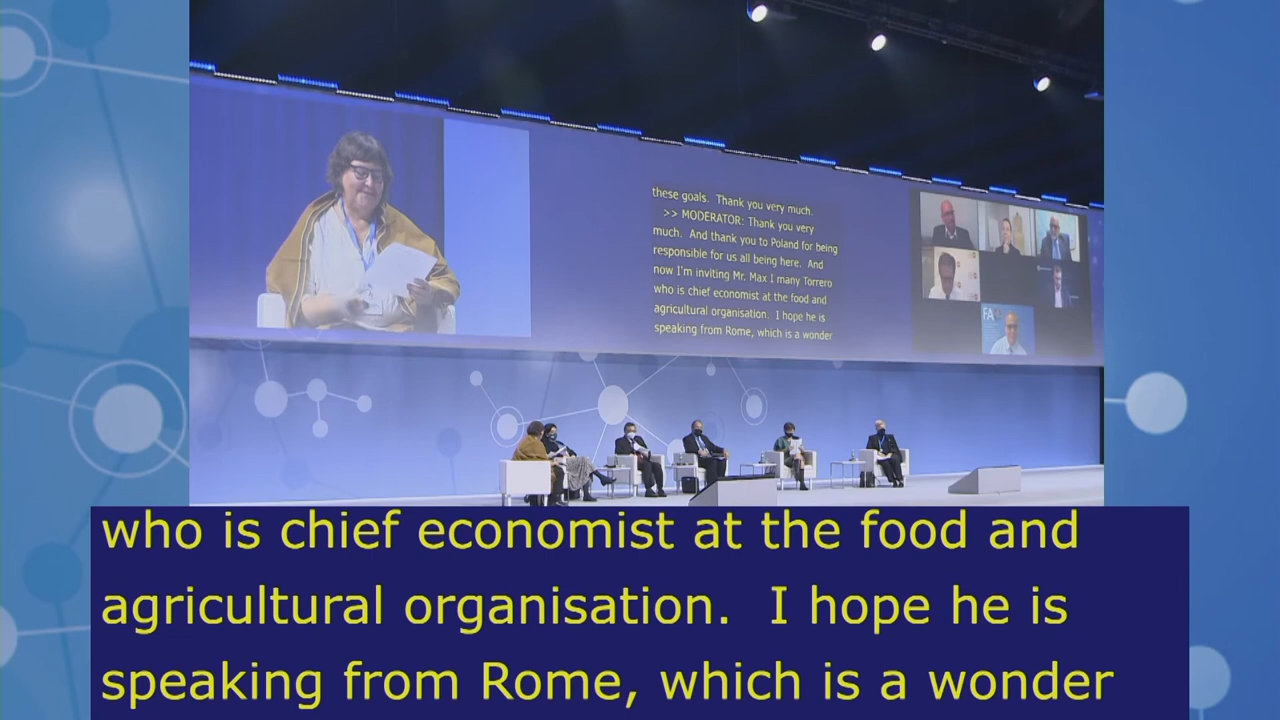 these goals.  Thank you very much.
>> MODERATOR: Thank you very
much.  And thank you to Poland for being
responsible for us all being here.  And
now I'm inviting Mr. Max I many Torrero
who is chief economist at the food and
agricultural organisation.  I hope he is
speaking from Rome, which is a wonder
FA
who is chief economist at the food and
agricultural organisation.  I hope he is
speaking from Rome, which is a wonder